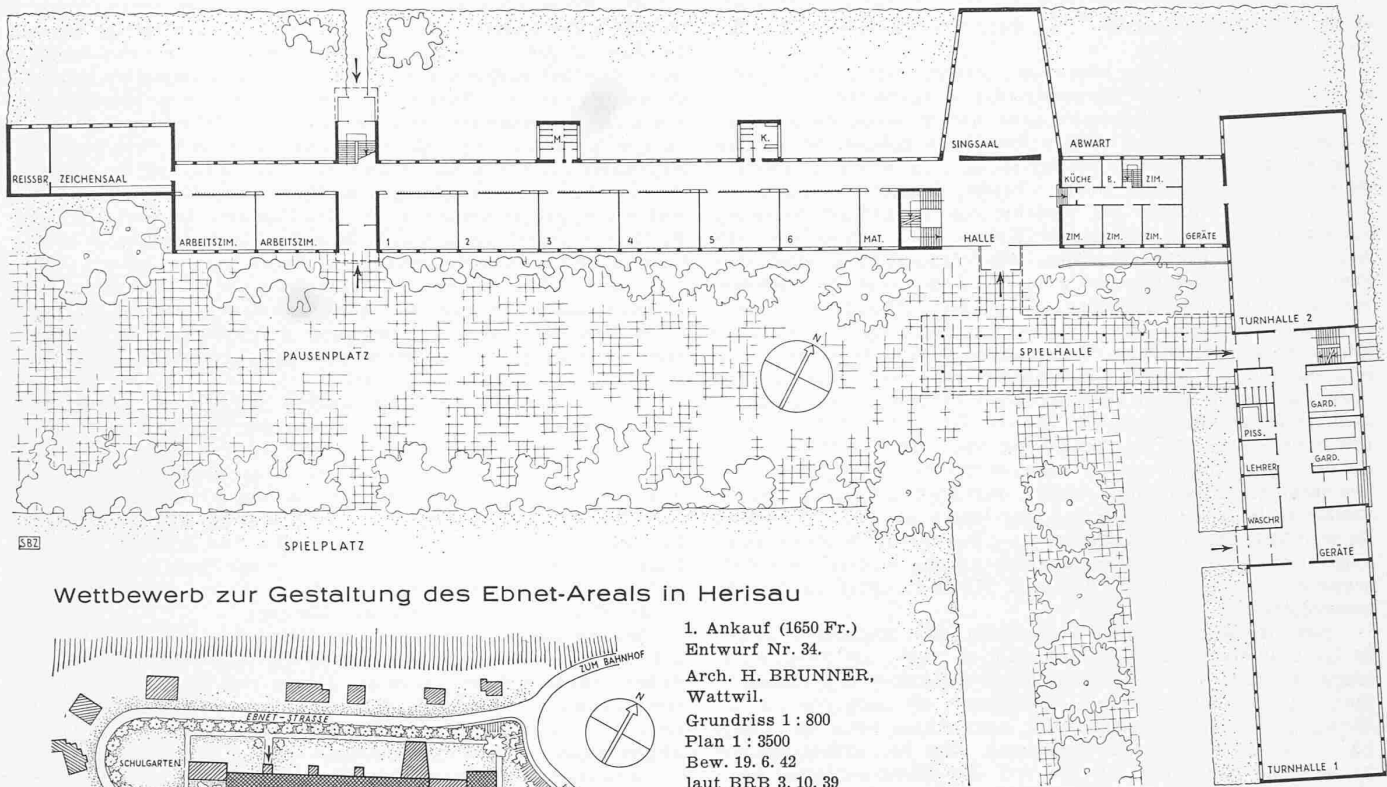 M.
K.
SINGSAAL
ABWART
REISSBR.
ZEICHENSAAL
KÜCHE
B.
ZIM.
ARBEITSZIM.
ARBEITSZIM.
1
2
3
4
5
6
MAT.
HALLE
ZIM.
ZIM.
ZIM.
GERÄTE
TURNHALLE 2
PAUSENPLATZ
N
SPIELHALLE
GARD.
PISS.
LEHRER
GARD.
WASCHR
GERÄTE
SBZ
SPIELPLATZ
TURNHALLE 1
Wettbewerb zur Gestaltung des Ebnet-Areals in Herisau
ZUM BAHNHOF
EBNET-STRASSE
N
SCHULGARTEN
1. Ankauf (1650 Fr.)
Entwurf Nr. 34.
Arch. H. BRUNNER,
Wattwil.
Grundriss 1 : 800
Plan 1 : 3500
Bew. 19. 6. 42
laut BRB 3. 10. 39